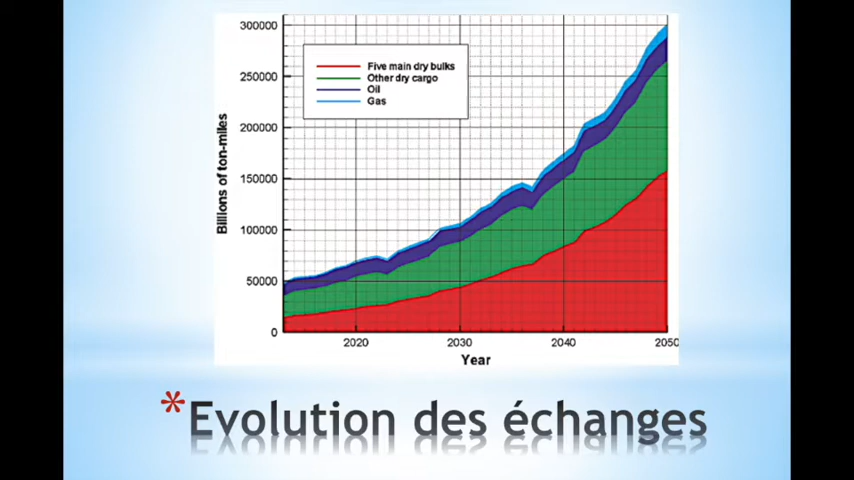 300000
250000
200000
150000
100000
50000
0
Billions of ton-miles
Five main dry bulks
Other dry cargo
Oil
Gas
2020
2030
2040
2050
Year
*Evolution des échanges